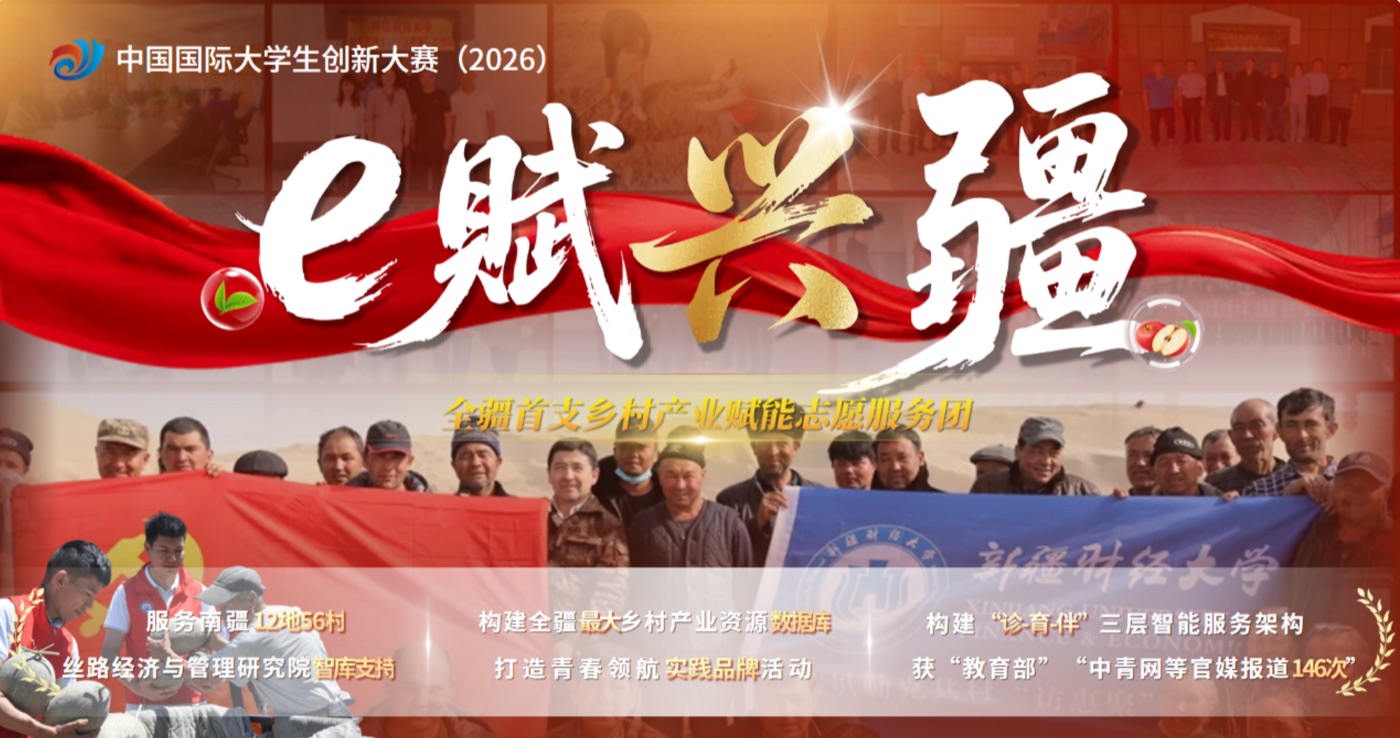 中国国际大学生创新大赛（2026）
e赋兴疆
全疆首支乡村产业赋能志愿服务团
新疆财经大学
新疆财经大学
服务南疆12地56村
构建全疆最大乡村产业资源数据库
构建“诊-育-伴”三层智能服务架构
丝路经济与管理研究院智库支持
打造青春领航实践品牌活动
获“教育部”“中青网等官媒报道146次”